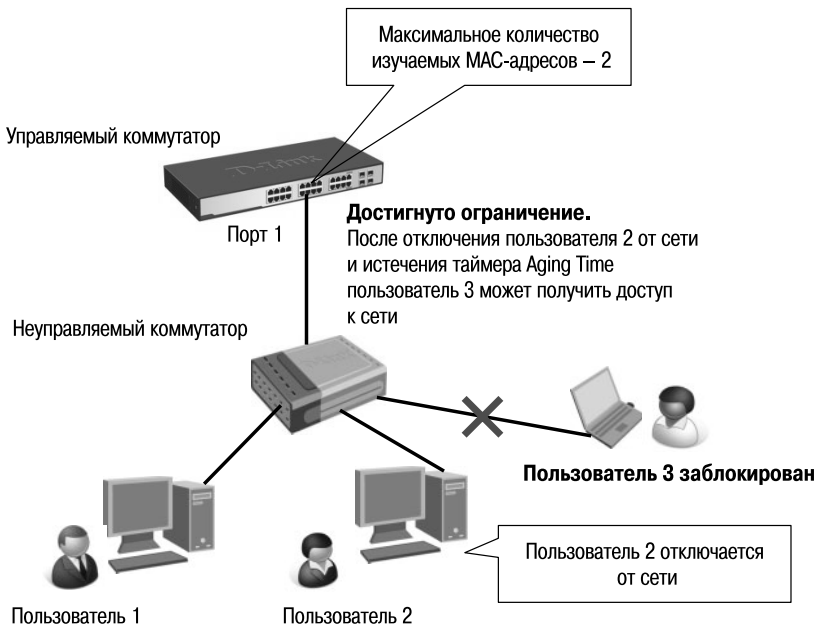 Максимальное количество
изучаемых MAC-адресов – 2
Управляемый коммутатор
D-Link
Порт 1
Достигнуто ограничение.
После отключения пользователя 2 от сети
и истечения таймера Aging Time
пользователь 3 может получить доступ
к сети
Неуправляемый коммутатор
Пользователь 3 заблокирован
Пользователь 2 отключается
от сети
Пользователь 1
Пользователь 2